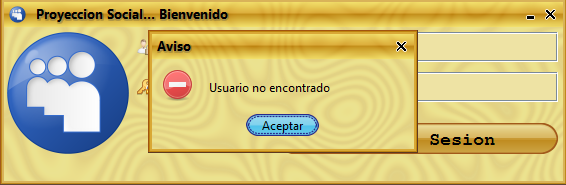 Proyeccion Social... Bienvenido
Aviso
Usuario no encontrado
Aceptar
Sesion